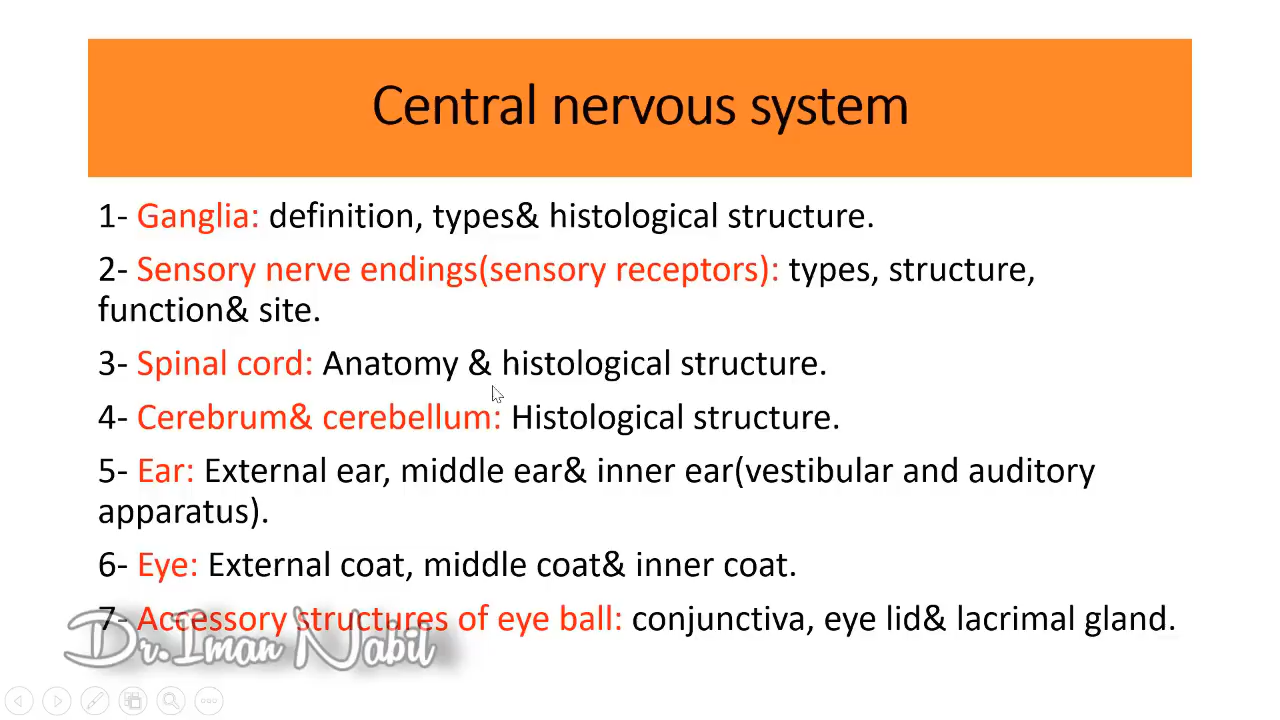 Central nervous system
1- Ganglia: definition, types& histological structure.
2- Sensory nerve endings(sensory receptors): types, structure,
function& site.
3- Spinal cord: Anatomy & histological structure.
4- Cerebrum& cerebellum: Histological structure.
5- Ear: External ear, middle ear& inner ear(vestibular and auditory
apparatus).
6- Eye: External coat, middle coat& inner coat.
7- Accessory structures of eye ball: conjunctiva, eye lid& lacrimal gland.
Dr.Iman Nabil